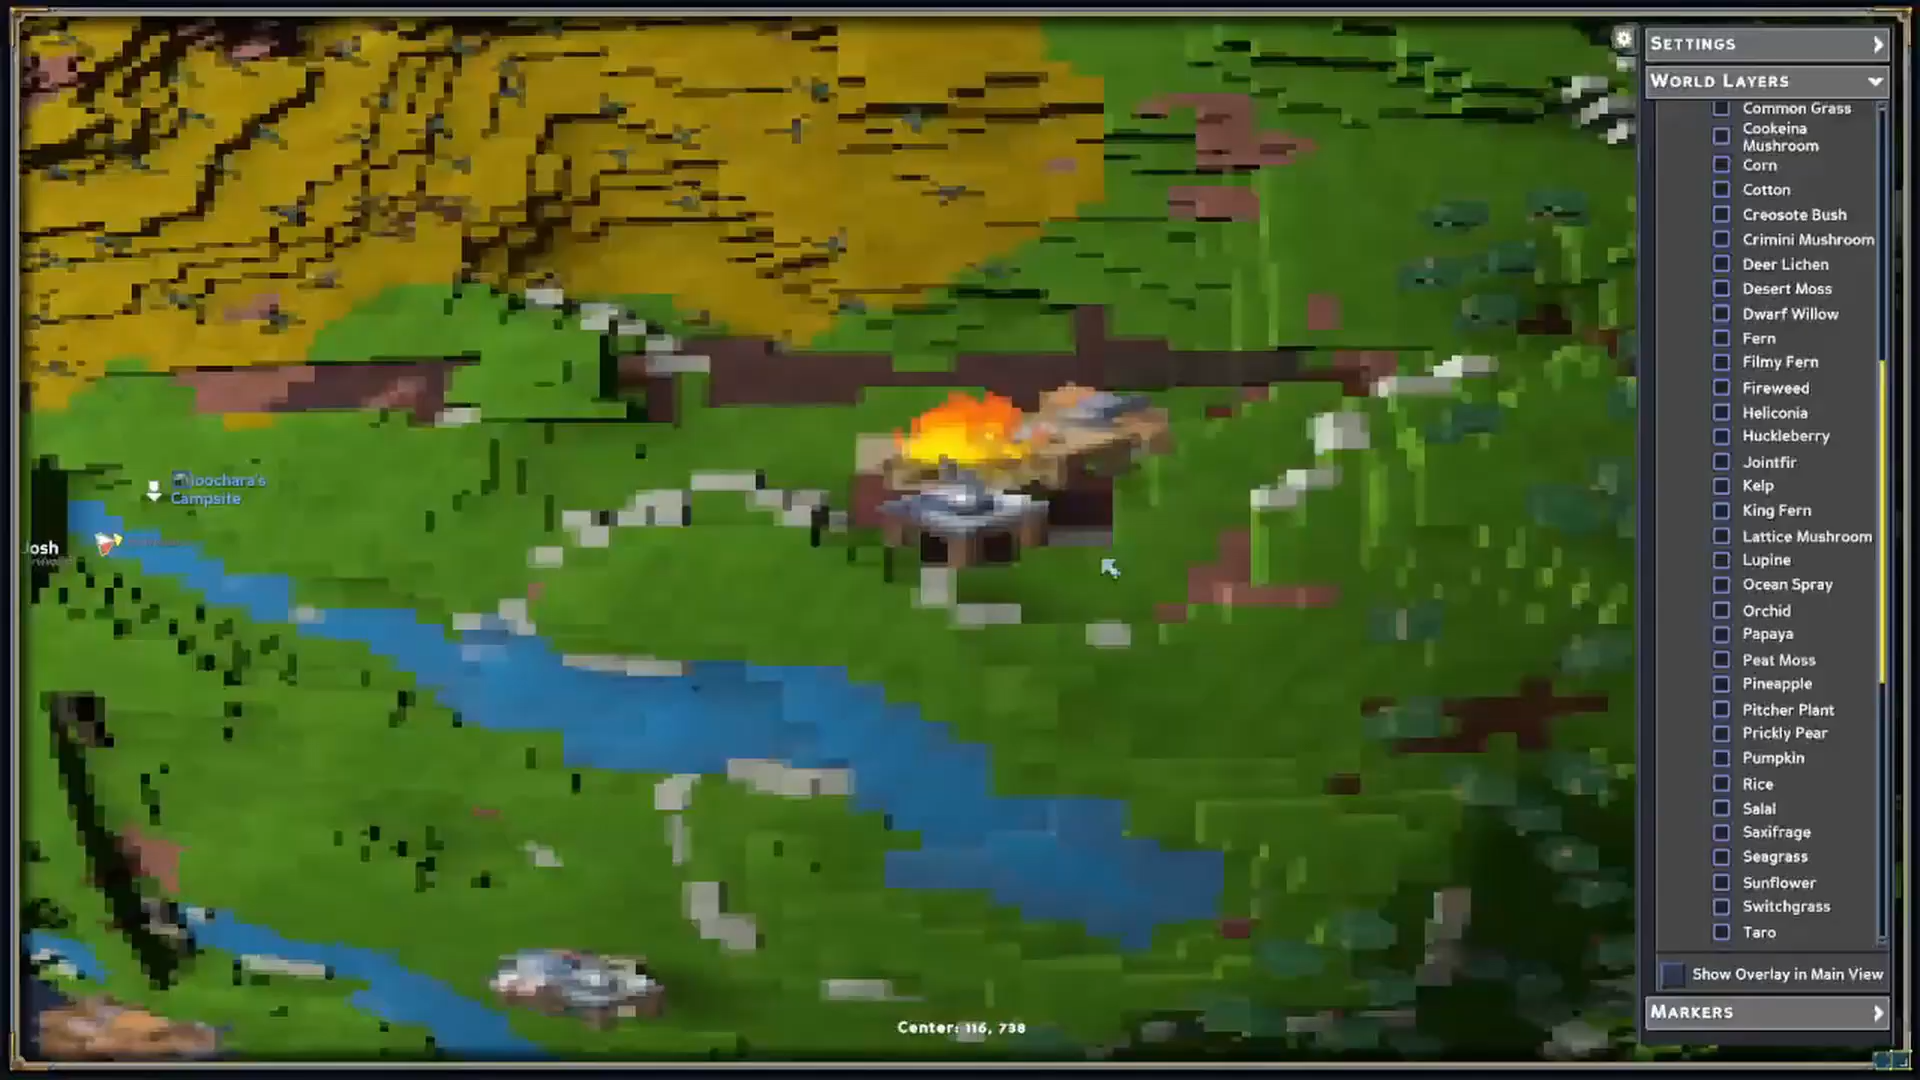 SETTINGS
WORLD LAYERS
Common Grass
Cookeina
Mushroom
Corn
Cotton
Creosote Bush
Crimini Mushroom
Deer Lichen
Desert Moss
Dwarf Willow
Fern
Filmy Fern
Fireweed
Heliconia
Huckleberry
Jointfir
Kelp
King Fern
Lattice Mushroom
Lupine
Ocean Spray
Orchid
Papaya
Peat Moss
Pineapple
Pitcher Plant
Prickly Pear
Pumpkin
Rice
Salal
Saxifrage
Seagrass
Sunflower
Switchgrass
Taro
Show Overlay in Main View
MARKERS
Campsite
Josh
Center: 116, 738